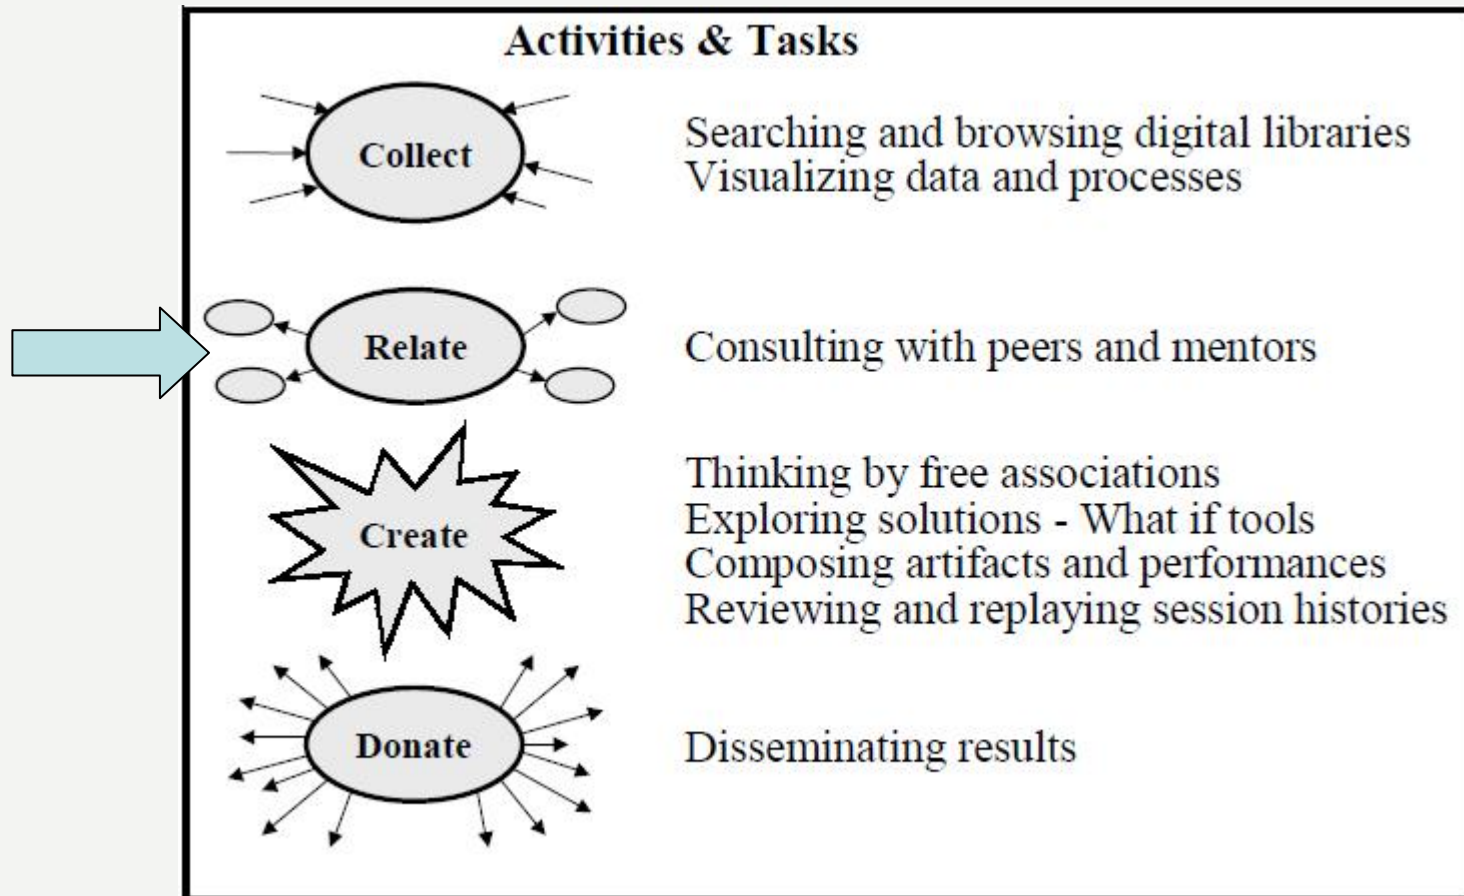 Activities & Tasks
Collect
Searching and browsing digital libraries
Visualizing data and processes
Relate
Consulting with peers and mentors
Create
Thinking by free associations
Exploring solutions - What if tools
Composing artifacts and performances
Reviewing and replaying session histories
Donate
Disseminating results